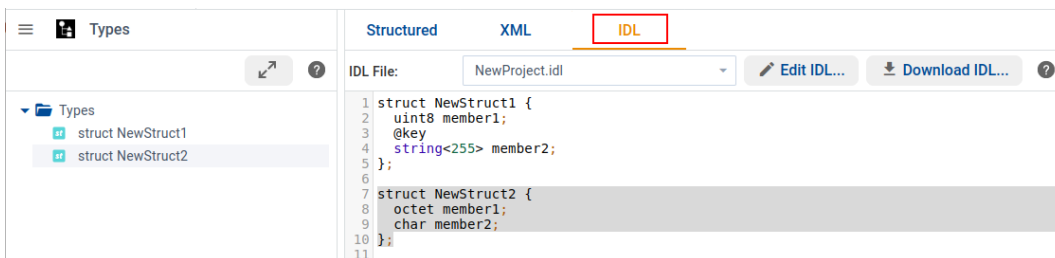 Types
Structured XML IDL
IDL File: NewProject.idl Edit IDL... Download IDL... ?
?
Types
st struct NewStruct1
st struct NewStruct2
1 struct NewStruct1 {
2 uint8 member1;
3 @key
4 string<255> member2;
5 };
6
7 struct NewStruct2 {
8 octet member1;
9 char member2;
10 };
11